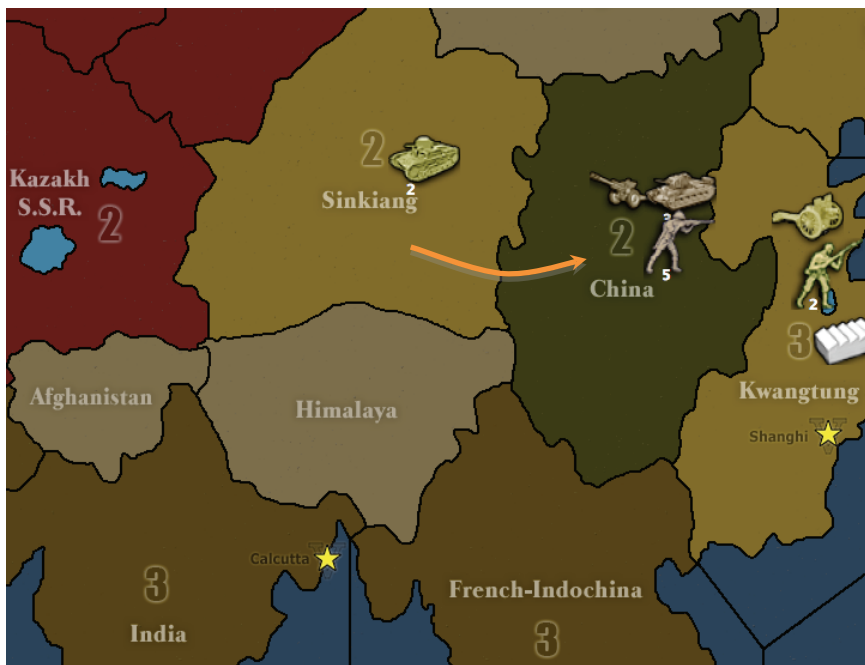 2
2
Kazakh
S.S.R.
2
Sinkiang
2
5
China
2
3
Afghanistan
Himalaya
Kwangtung
Shanghi
Calcutta
3
French-Indochina
India
3